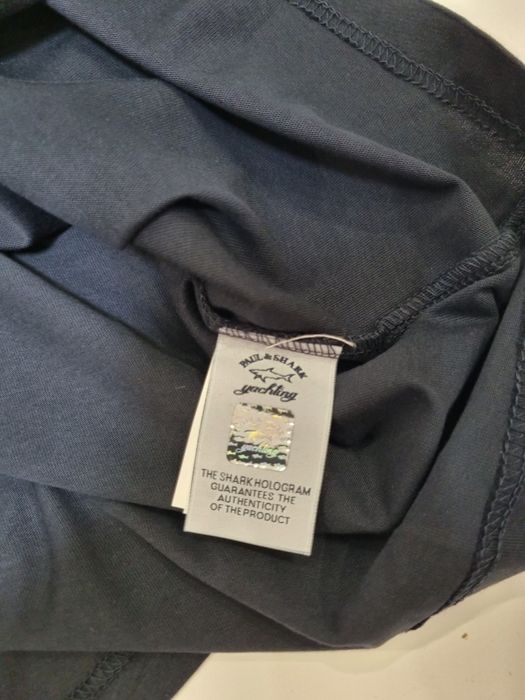 PAUL & SHARK
yachting
THE SHARK HOLOGRAM
GUARANTEES THE
AUTHENTICITY
OF THE PRODUCT